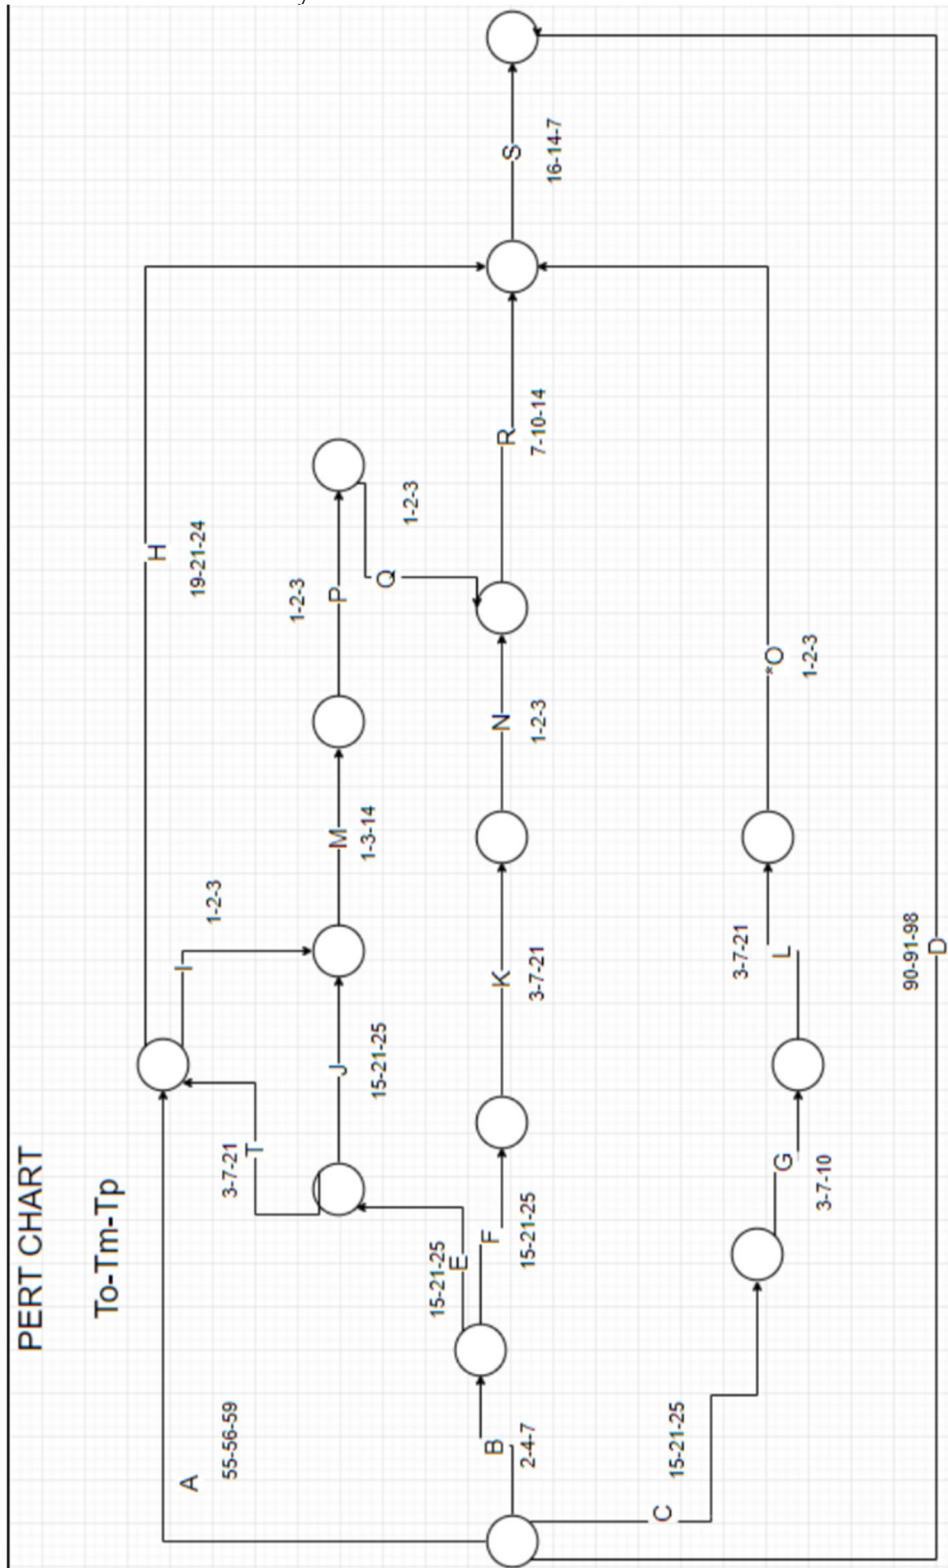 PERT CHART
To-Tm-Tp
A
55-56-59
B
2-4-7
C
15-21-25
E
15-21-25
F
15-21-25
G
3-7-10
T
3-7-21
J
15-21-25
I
1-2-3
K
3-7-21
L
3-7-21
D
90-91-98
M
1-3-14
N
1-2-3
*O
1-2-3
P
1-2-3
Q
1-2-3
H
19-21-24
R
7-10-14
S
16-14-7